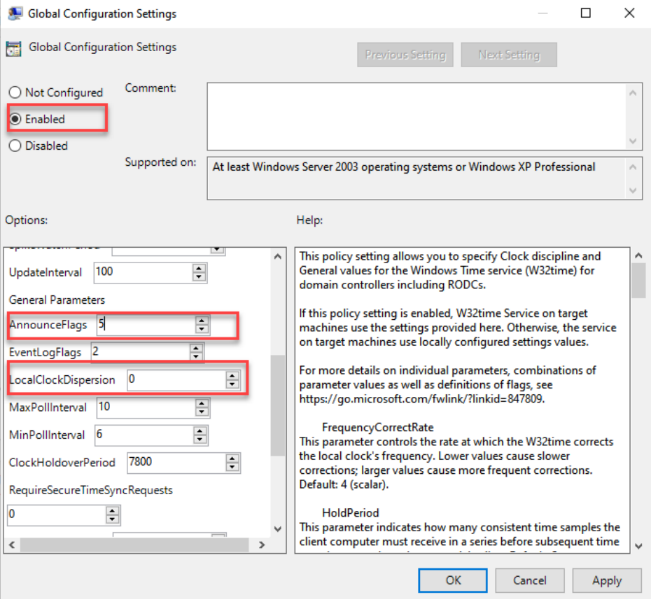 Global Configuration Settings
Global Configuration Settings
Previous Setting
Next Setting
Not Configured
Comment:
Enabled
Disabled
Supported on:
At least Windows Server 2003 operating systems or Windows XP Professional
Options:
Help:
UpdateInterval 100
General Parameters
AnnounceFlags 5
EventLogFlags 2
LocalClockDispersion 0
MaxPollInterval 10
MinPollInterval 6
ClockHoldoverPeriod 7800
RequireSecureTimeSyncRequests
0
This policy setting allows you to specify Clock discipline and
General values for the Windows Time service (W32time) for
domain controllers including RODCs.
If this policy setting is enabled, W32time Service on target
machines use the settings provided here. Otherwise, the service
on target machines use locally configured settings values.
For more details on individual parameters, combinations of
parameter values as well as definitions of flags, see
https://go.microsoft.com/fwlink/?linkid=847809.
FrequencyCorrectRate
This parameter controls the rate at which the W32time corrects
the local clock's frequency. Lower values cause slower
corrections; larger values cause more frequent corrections.
Default: 4 (scalar).
HoldPeriod
This parameter indicates how many consistent time samples the
client computer must receive in a series before subsequent time
OK
Cancel
Apply